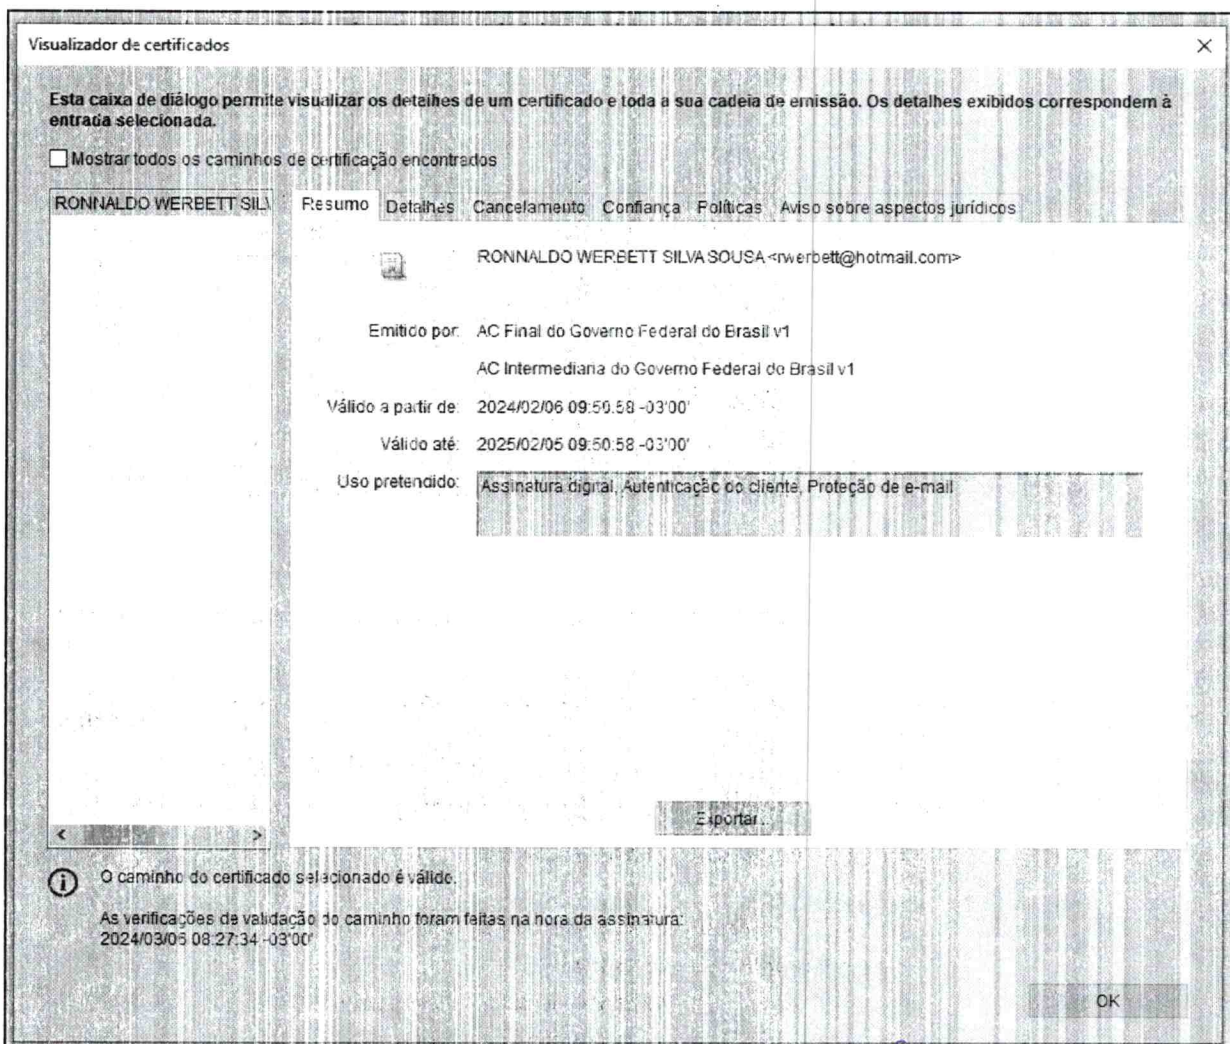 Visualizador de certificados
Esta caixa de diálogo permite visualizar os detalhes de um certificado e toda a sua cadeia de emissão. Os detalhes exibidos correspondem à
entrada selecionada.
Mostrar todos os caminhos de certificação encontrados
RONNALDO WERBETT SILV
Resumo Detalhes Cancelamento Confiança Políticas Aviso sobre aspectos jurídicos
RONNALDO WERBETT SILVA SOUSA <rwerbett@hotmail.com>
Emitido por: AC Final do Governo Federal do Brasil v1
AC Intermediaria do Governo Federal do Brasil v1
Válido a partir de: 2024/02/06 09:50:58 -03'00'
Válido até: 2025/02/05 09:50:58 -03'00'
Uso pretendido: Assinatura digital, Autenticação do cliente, Proteção de e-mail
Exportar...
O caminho do certificado selecionado é válido.
As verificações de validação do caminho foram feitas na hora da assinatura:
2024/03/05 08:27:34 -03'00'
OK